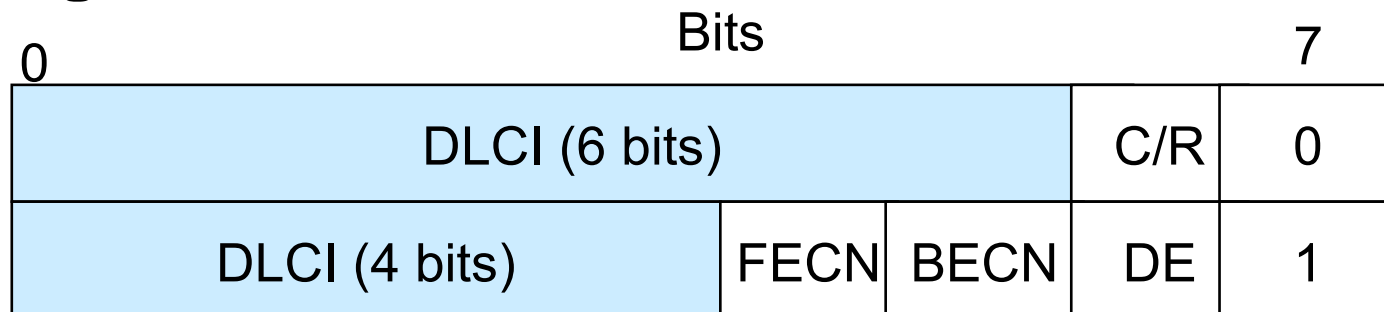 Bits
0 7
DLCI (6 bits) C/R 0
DLCI (4 bits) FECN BECN DE 1